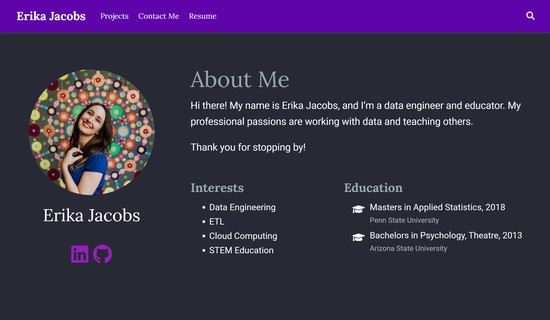 Erika Jacobs
Projects Contact Me Resume
About Me
Hi there! My name is Erika Jacobs, and I'm a data engineer and educator. My
professional passions are working with data and teaching others.
Thank you for stopping by!
Erika Jacobs
Interests
Data Engineering
ETL
Cloud Computing
STEM Education
Education
Masters in Applied Statistics, 2018
Penn State University
Bachelors in Psychology, Theatre, 2013
Arizona State University